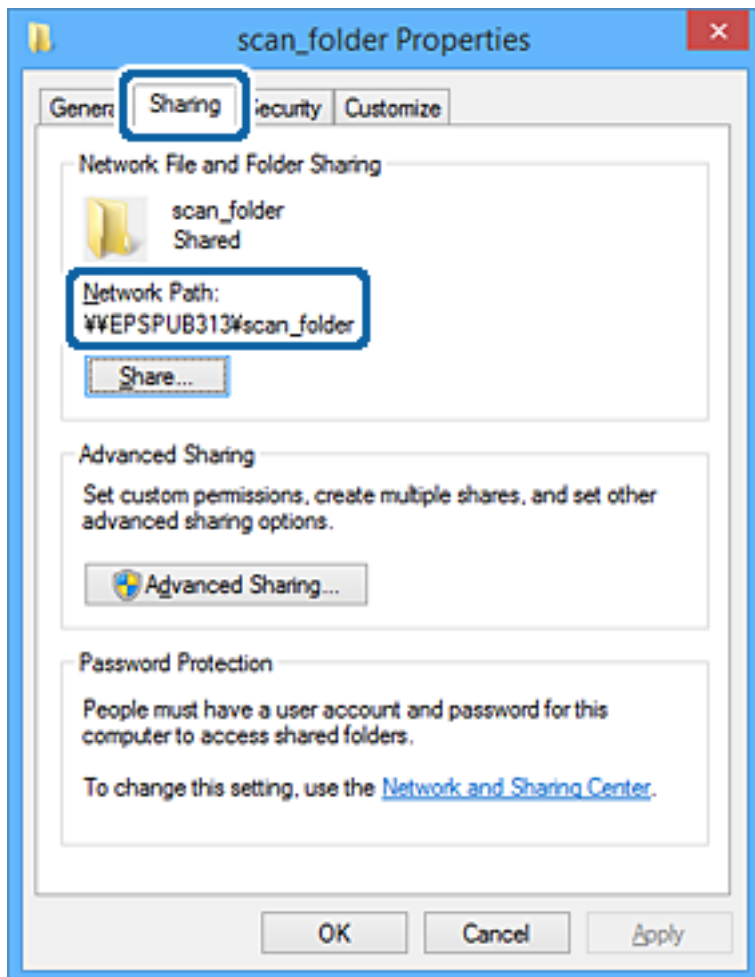 scan_folder Properties
General Sharing Security Customize
Network File and Folder Sharing
scan_folder
Shared
Network Path:
¥¥EPSPUB313¥scan_folder
Share...
Advanced Sharing
Set custom permissions, create multiple shares, and set other
advanced sharing options.
Advanced Sharing...
Password Protection
People must have a user account and password for this
computer to access shared folders.
To change this setting, use the Network and Sharing Center.
OK Cancel Apply